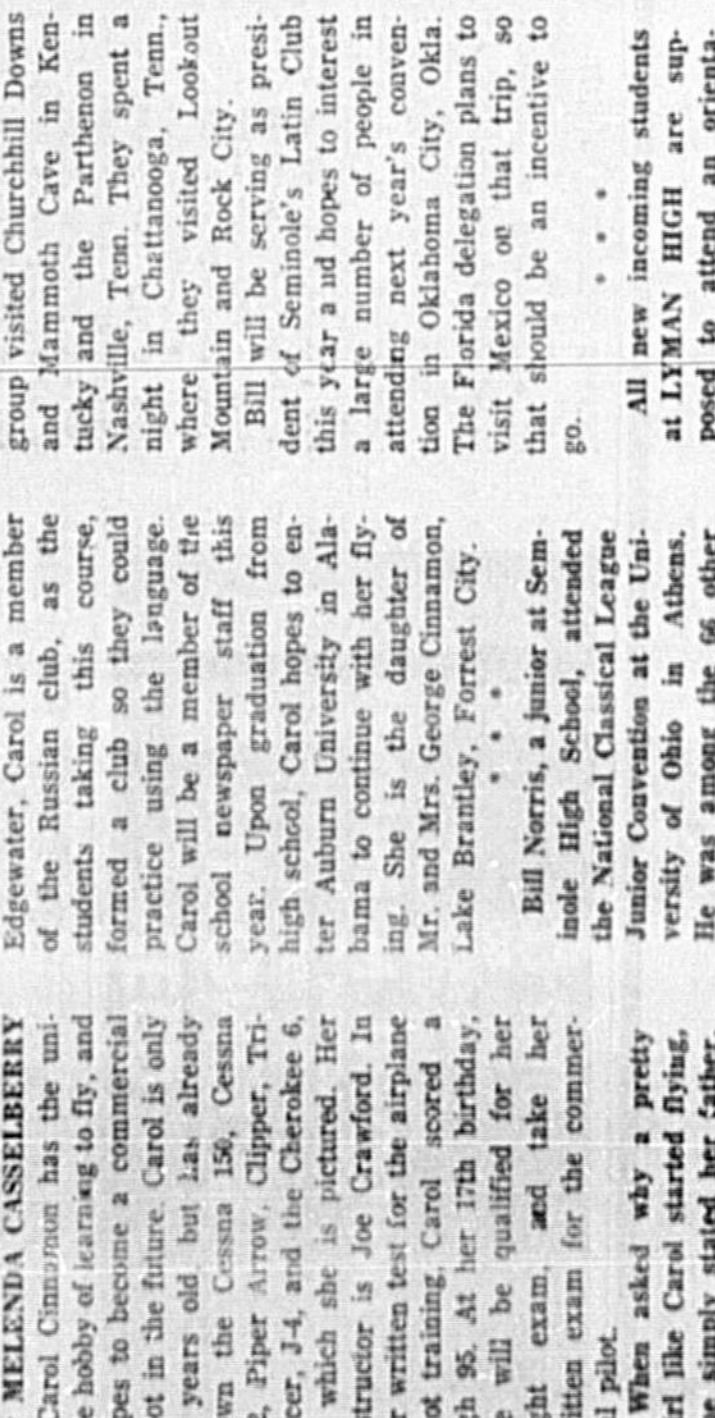 MELENDA CASSELBERRY
Carol Cinnamon has the uni-
e hobby of learning to fly, and
pes to become a commercial
ot in the future. Carol is only
years old but has already
wn the Cessna 150, Cessna
, Piper Arrow, Clipper, Tri-
cer, J-4, and the Cherokee 6,
which she is pictured. Her
structor is Joe Crawford. In
r written test for the airplane
ot training, Carol scored a
gh 95. At her 17th birthday,
e will be qualified for her
ght exam, and take her
itten exam for the commer-
l pilot.
When asked why a pretty
rl like Carol started flying,
e simply stated her father,
Edgewater, Carol is a member
of the Russian club, as the
students taking this course,
formed a club so they could
practice using the language.
Carol will be a member of the
school newspaper staff this
year. Upon graduation from
high school, Carol hopes to en-
ter Auburn University in Ala-
bama to continue with her fly-
ing. She is the daughter of
Mr. and Mrs. George Cinnamon,
Lake Brantley, Forrest City.
* * *
Bill Norris, a junior at Sem-
inole High School, attended
the National Classical League
Junior Convention at the Uni-
versity of Ohio in Athens.
He was among the 66 other
group visited Churchhill Downs
and Mammoth Cave in Ken-
tucky and the Parthenon in
Nashville, Tenn. They spent a
night in Chattanooga, Tenn.,
where they visited Lookout
Mountain and Rock City.
Bill will be serving as presi-
dent of Seminole's Latin Club
this year and hopes to interest
a large number of people in
attending next year's conven-
tion in Oklahoma City, Okla.
The Florida delegation plans to
visit Mexico on that trip, so
that should be an incentive to
go.
* * *
All new incoming students
at LYMAN HIGH are sup-
posed to attend an orienta-